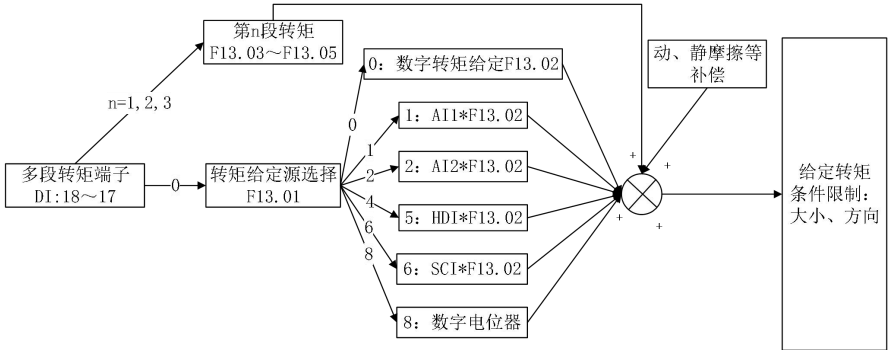 第n段转矩
F13.03～F13.05
n=1,2,3
多段转矩端子
DI:18～17
0
转矩给定源选择
F13.01
0
1
2
4
6
8
0: 数字转矩给定F13.02
1: AI1*F13.02
2: AI2*F13.02
5: HDI*F13.02
6: SCI*F13.02
8: 数字电位器
动、静摩擦等
补偿
+
+
+
+
给定转矩
条件限制:
大小、方向